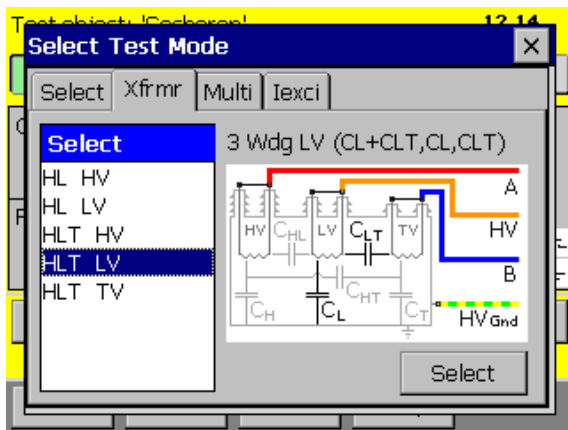 12 14
Select Test Mode
Select Xfrmr Multi Iexci
Select
HL HV
HL LV
HLT HV
HLT LV
HLT TV
3 Wdg LV (CL+CLT,CL,CLT)
A
HV CHL LV CLT TV HV
B
CHT
CH CL CT HV Gnd
Select